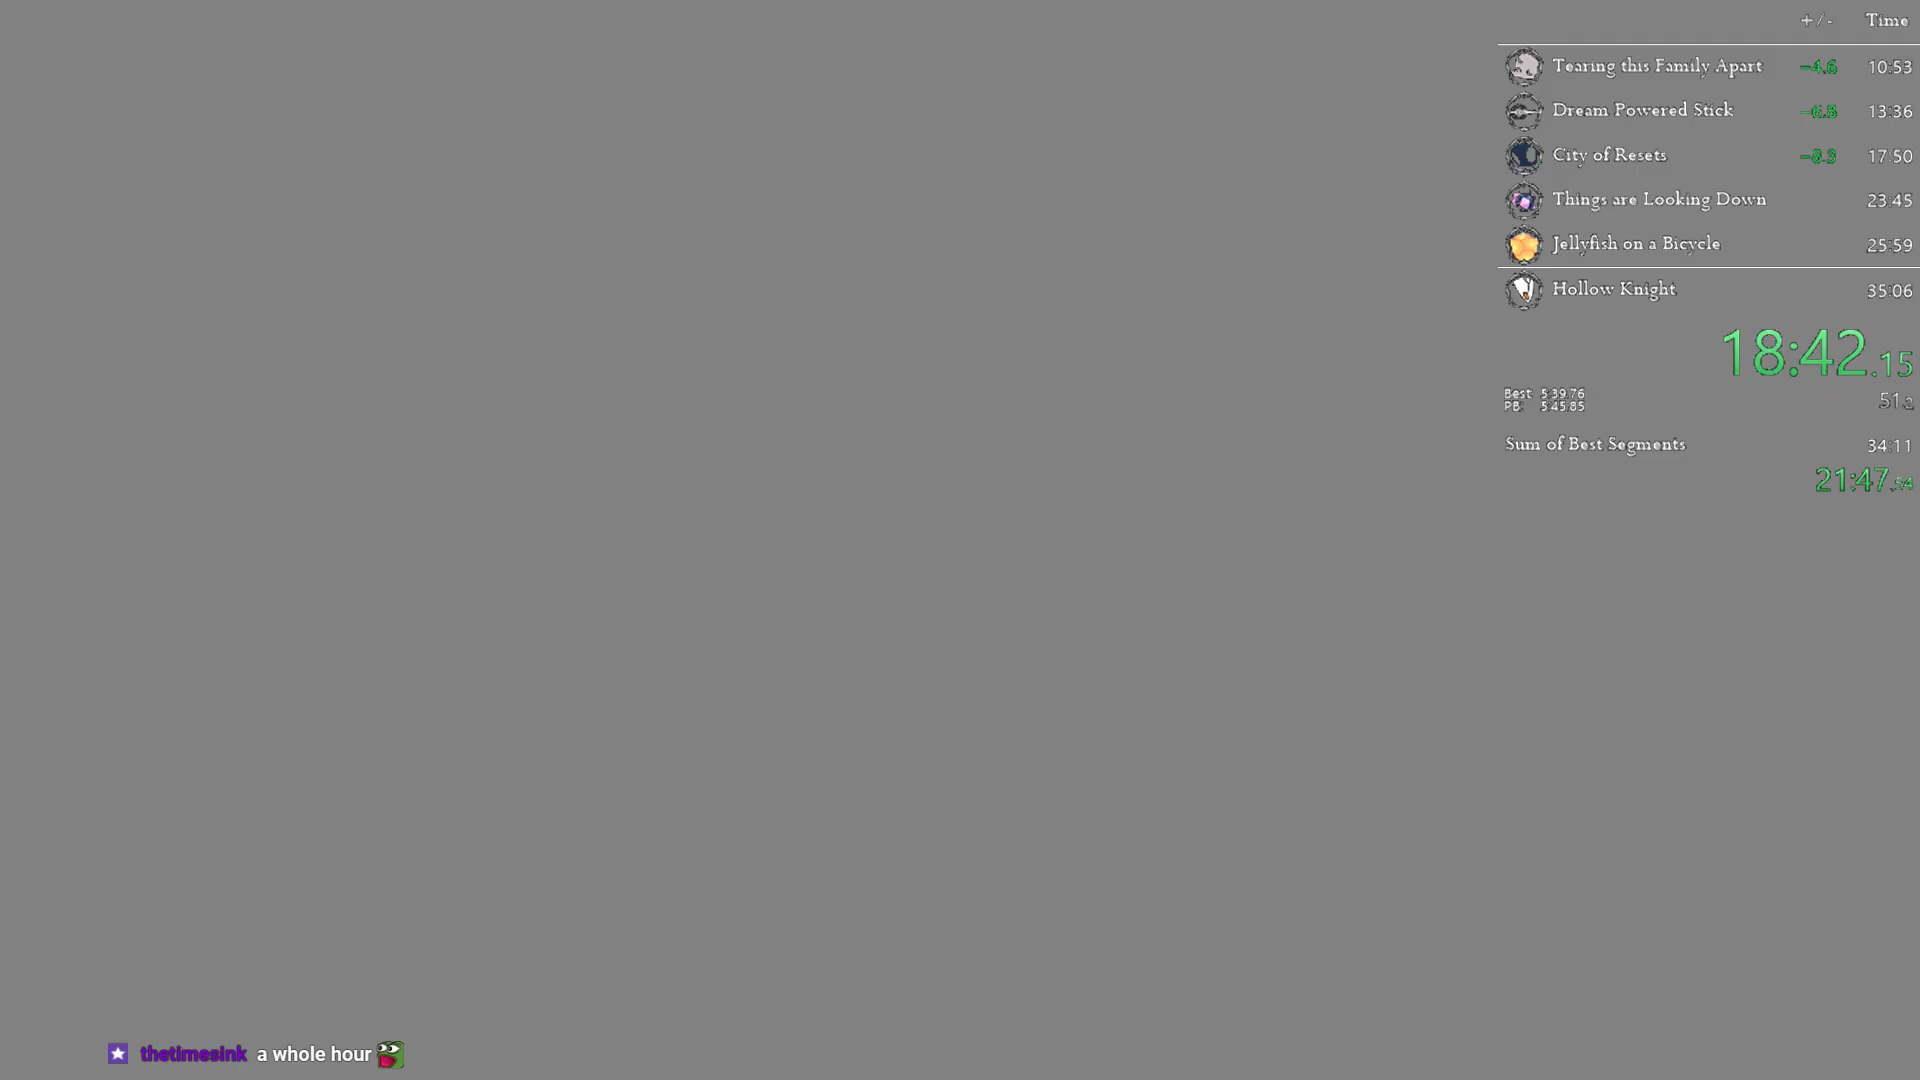 +/- Time
Tearing this Family Apart −4.6 10:53
Dream Powered Stick −6.8 13:36
City of Resets −8.3 17:50
Things are Looking Down 23:45
Jellyfish on a Bicycle 25:59
Hollow Knight 35:06
18:42.15
Best: 5:39.76
PB: 5:45.85
51.2
Sum of Best Segments 34:11
21:47.54
thetimesink a whole hour